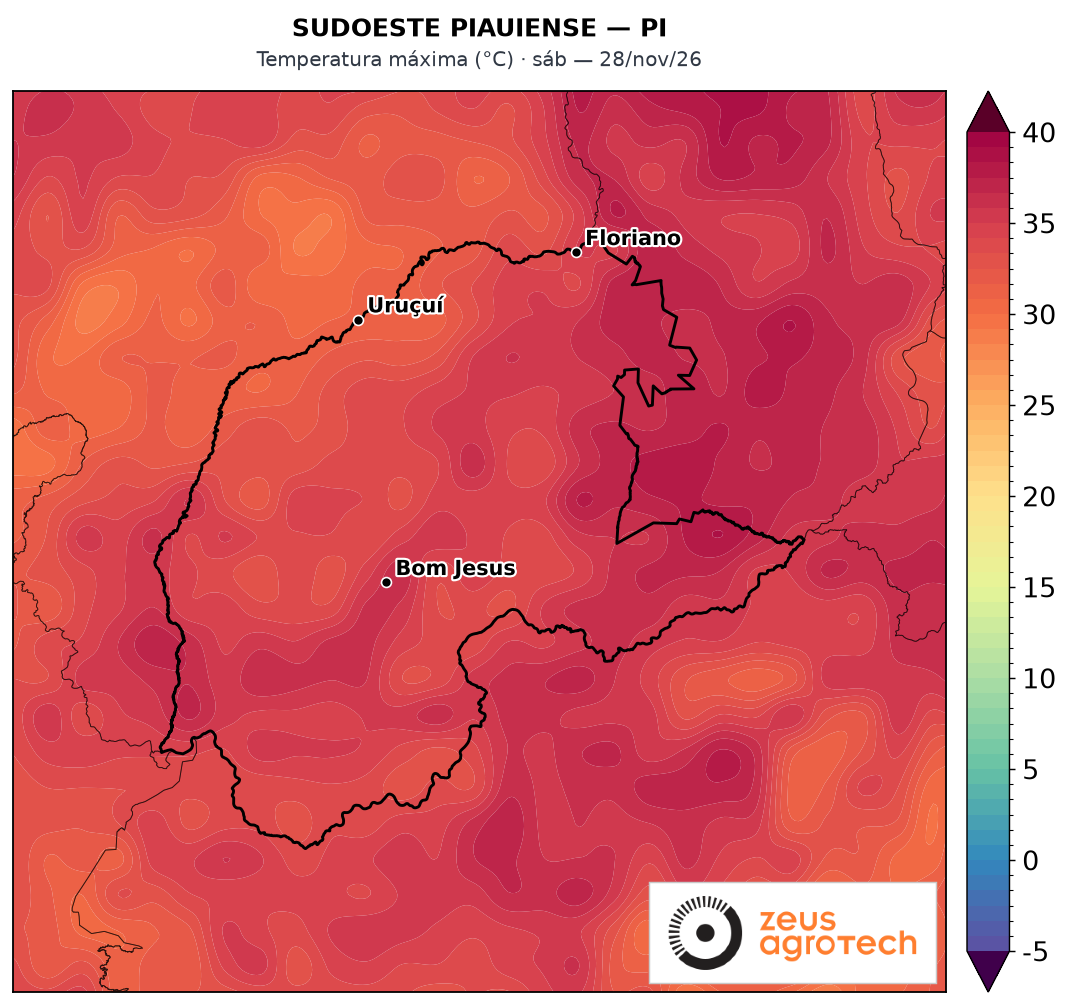 SUDOESTE PIAUIENSE — PI
Temperatura máxima (°C) · sáb — 28/nov/26
Floriano
Uruçuí
Bom Jesus
40
35
30
25
20
15
10
5
0
-5
zeus
agrotech